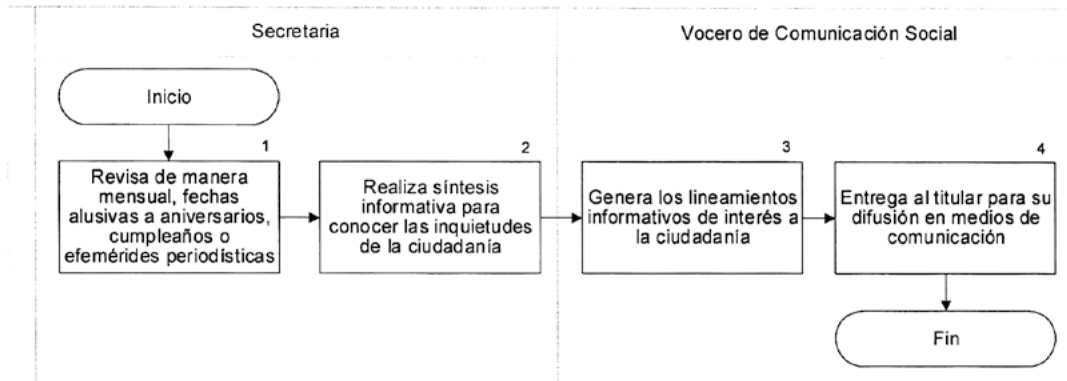 Secretaria
Vocero de Comunicación Social
Inicio
1
Revisa de manera
mensual, fechas
alusivas a aniversarios,
cumpleaños o
efemérides periodísticas
2
Realiza síntesis
informativa para
conocer las inquietudes
de la ciudadanía
3
Genera los lineamientos
informativos de interés a
la ciudadanía
4
Entrega al titular para su
difusión en medios de
comunicación
Fin